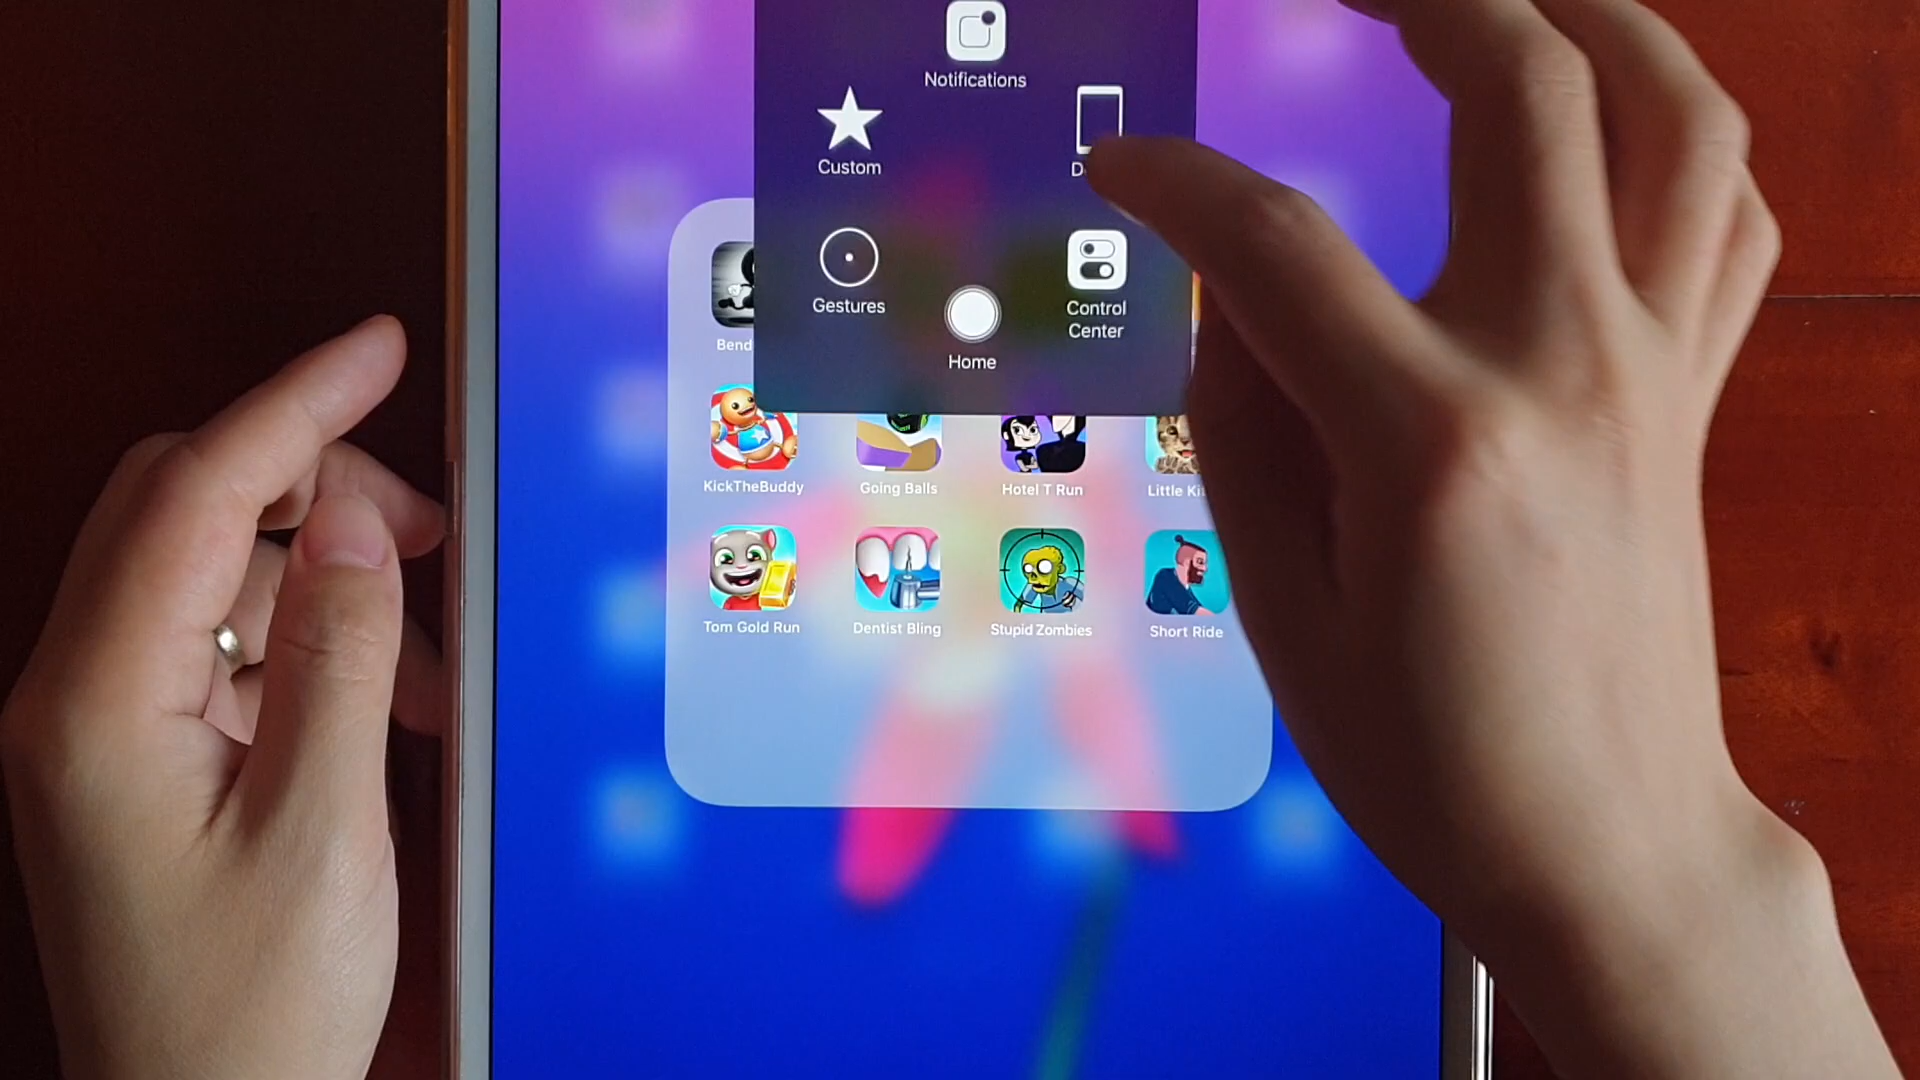 Notifications
Custom
Gestures
Control
Center
Home
Bend
KickTheBuddy
Going Balls
Hotel T Run
Little Ki
Tom Gold Run
Dentist Bling
Stupid Zombies
Short Ride